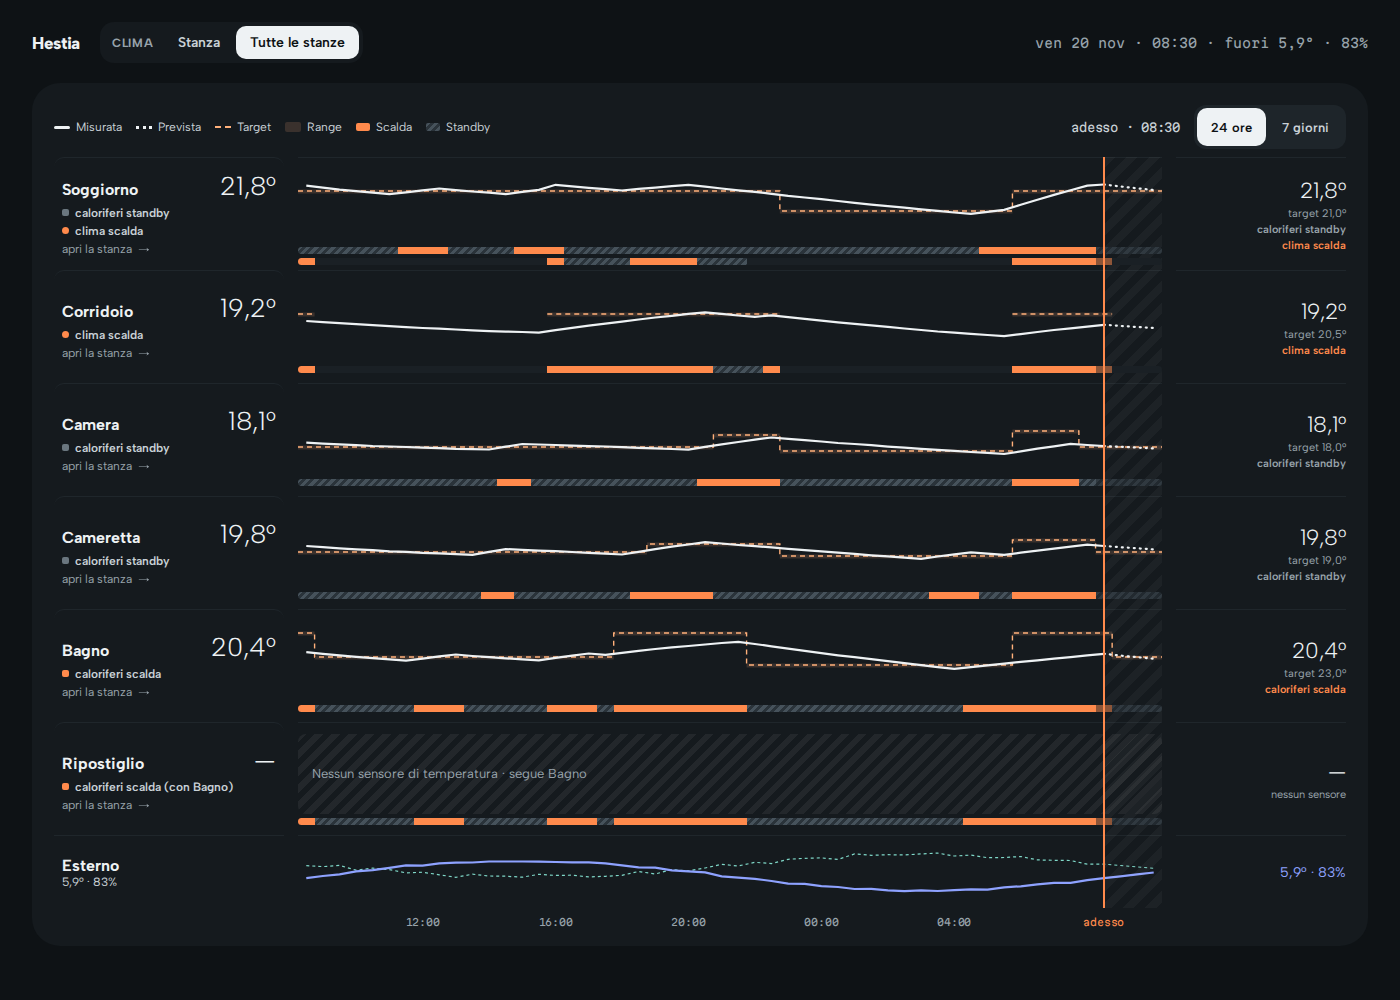 Hestia CLIMA Stanza Tutte le stanze ven 20 nov · 08:30 · fuori 5,9° · 83%
Misurata Prevista Target Range Scalda Standby adesso · 08:30 24 ore 7 giorni
Soggiorno 21,8°
caloriferi standby
clima scalda
apri la stanza →
21,8°
target 21,0°
caloriferi standby
clima scalda
Corridoio 19,2°
clima scalda
apri la stanza →
19,2°
target 20,5°
clima scalda
Camera 18,1°
caloriferi standby
apri la stanza →
18,1°
target 18,0°
caloriferi standby
Cameretta 19,8°
caloriferi standby
apri la stanza →
19,8°
target 19,0°
caloriferi standby
Bagno 20,4°
caloriferi scalda
apri la stanza →
20,4°
target 23,0°
caloriferi scalda
Ripostiglio —
caloriferi scalda (con Bagno)
apri la stanza →
Nessun sensore di temperatura · segue Bagno
—
nessun sensore
Esterno
5,9° · 83%
5,9° · 83%
12:00 16:00 20:00 00:00 04:00 adesso